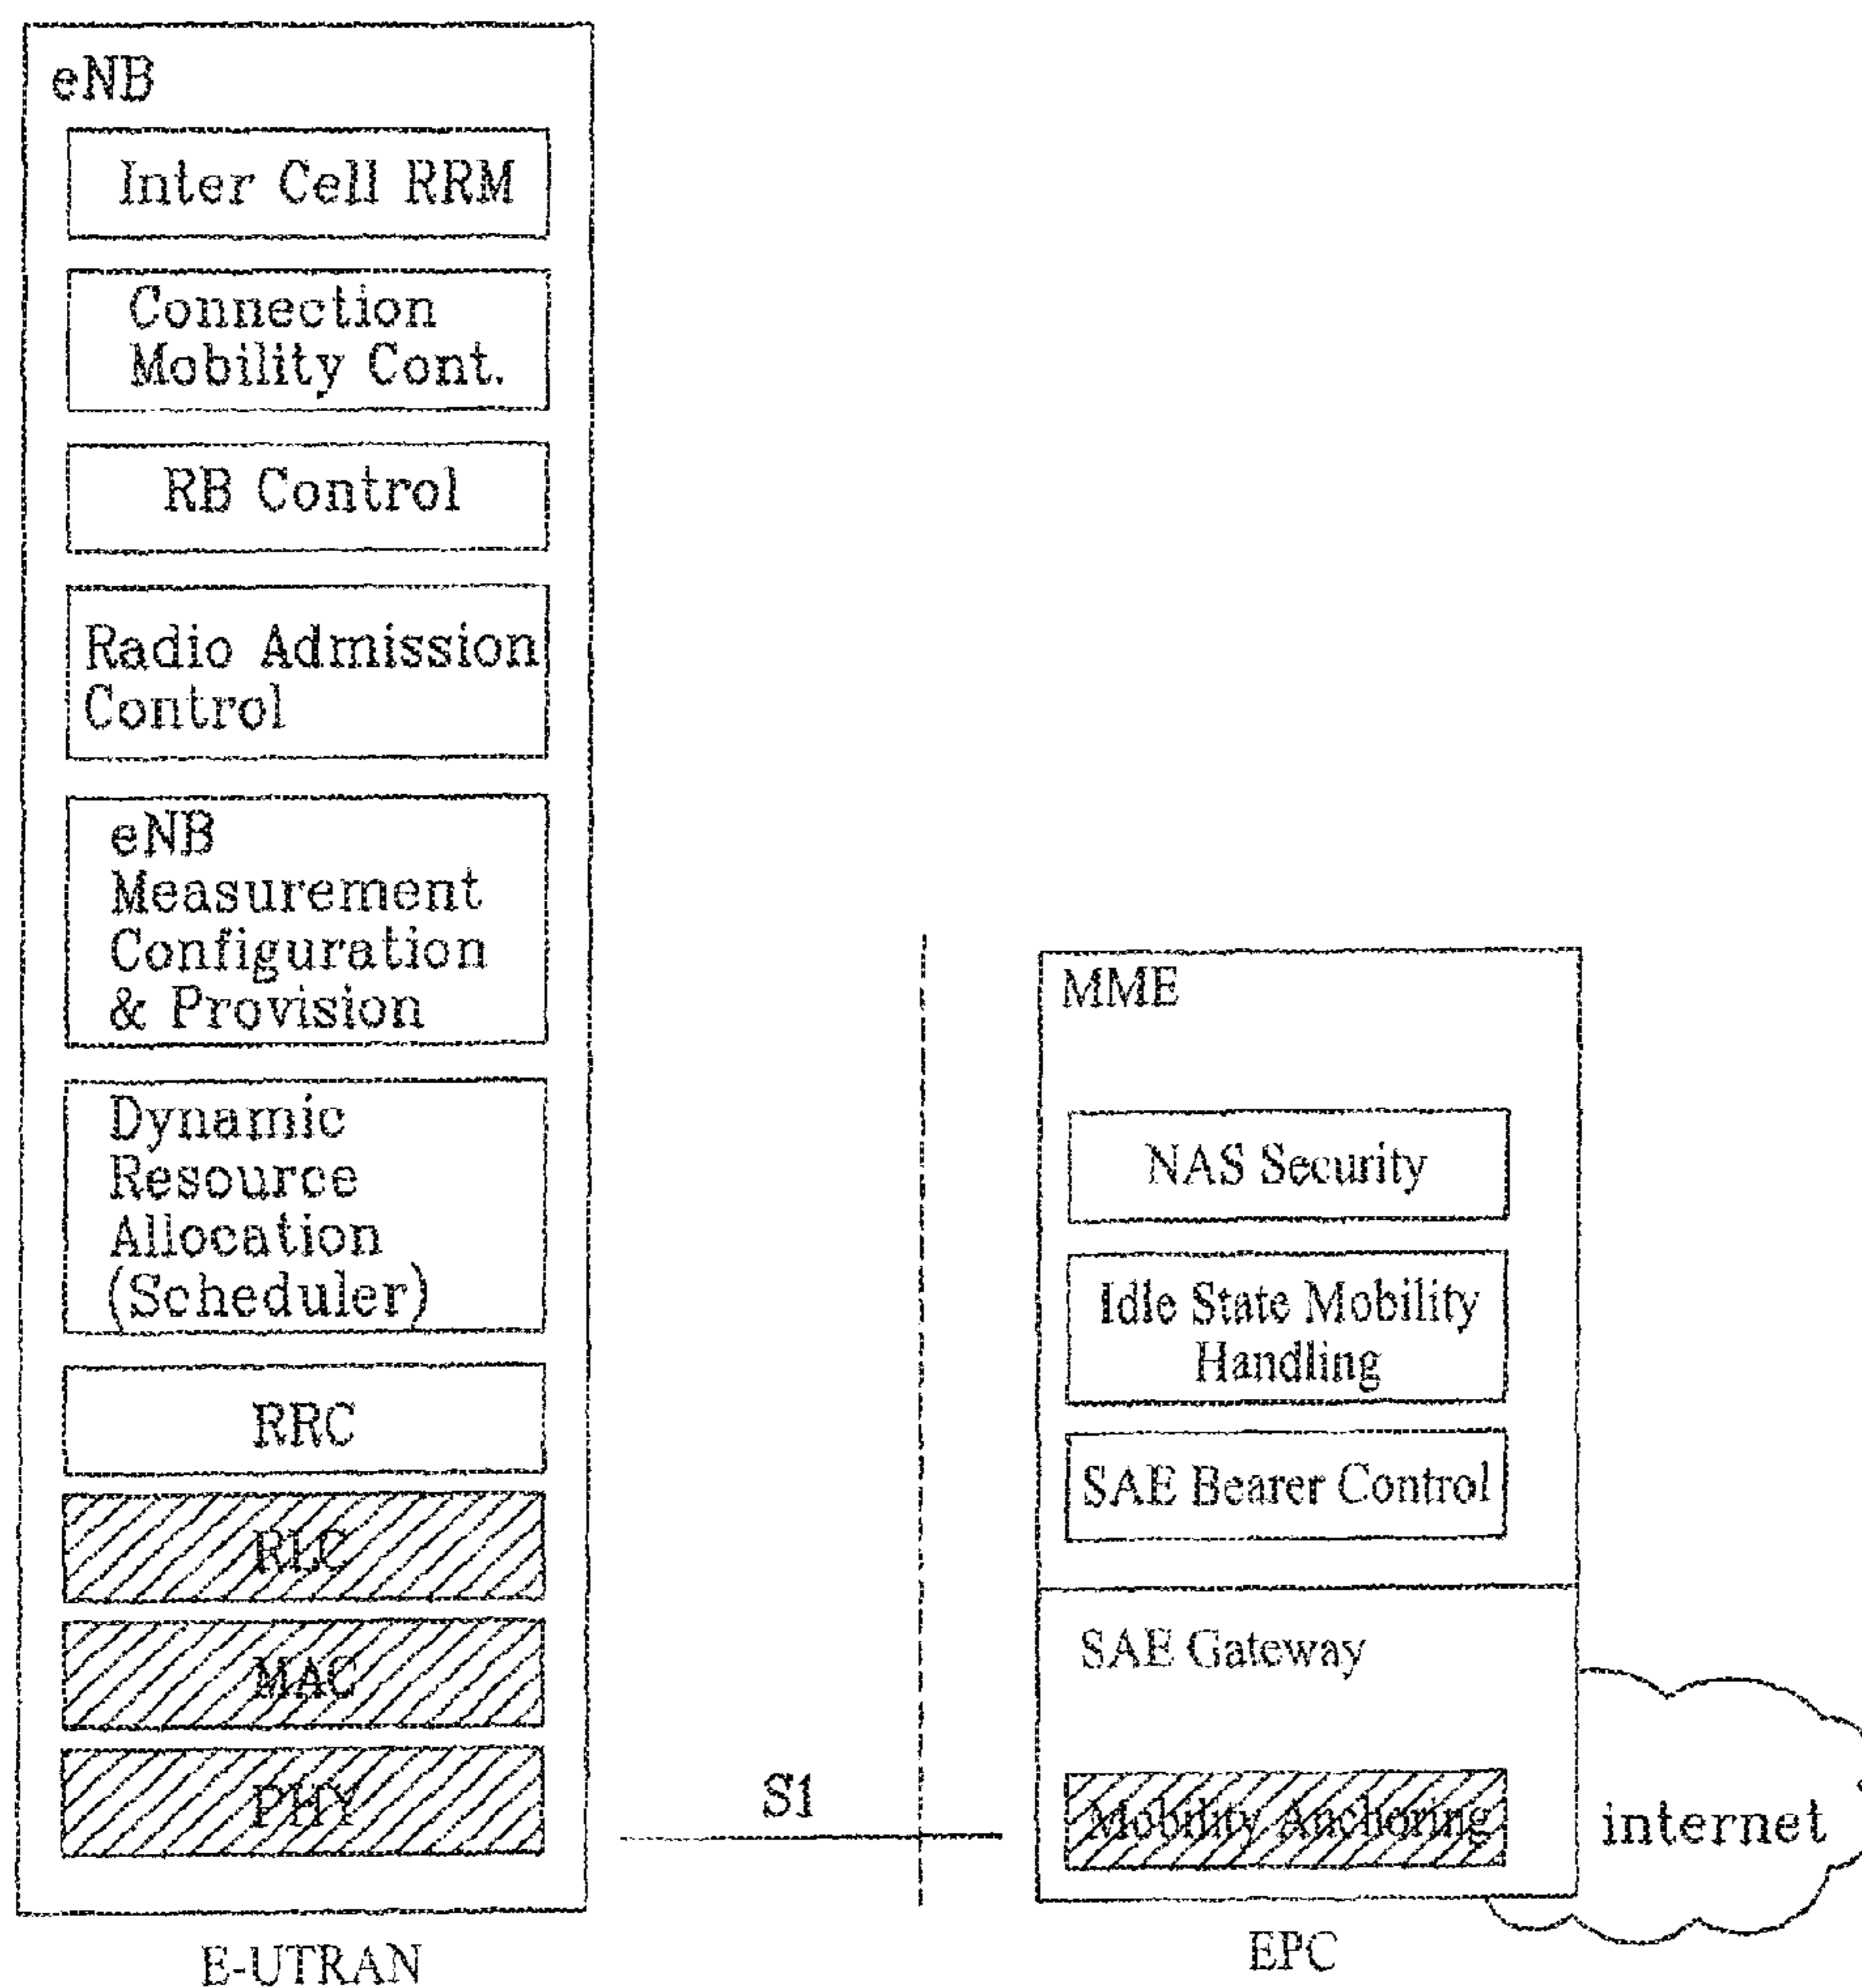 eNB
Inter Cell RRM
Connection
Mobility Cont.
RB Control
Radio Admission
Control
eNB
Measurement
Configuration
& Provision
Dynamic
Resource
Allocation
(Scheduler)
RRC
RLC
MAC
PHY
E-UTRAN
S1
MME
NAS Security
Idle State Mobility
Handling
SAE Bearer Control
SAE Gateway
Mobility Anchoring
EPC
internet